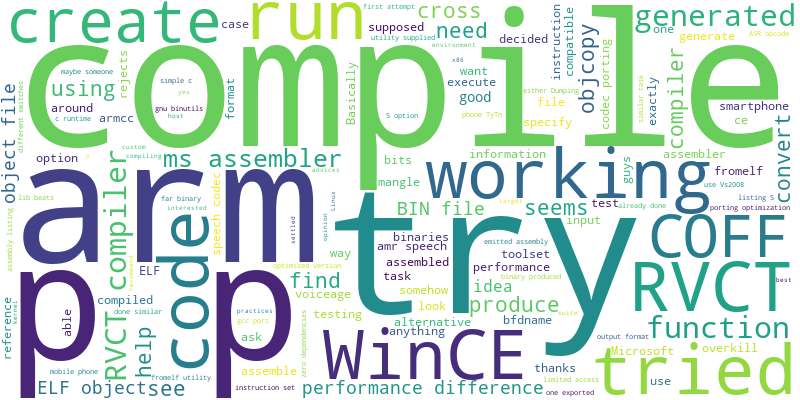 create
run
cross
need
generated
first attempt
utility supplied
case
supposed
decided
one
generate
ASR opcode
maybe someone
simple c
yes
x86
environment
compile
using
format
gnu binutils
host
rejects
Basically
S option
either Dumping
phone TyTn
want
execute
good
file
specify
instruction
compatible
objcopy
codec porting
exactly
compiler
smartphone
ce
similar task
object file
different switches
c runtime
around
armcc
custom
compiling
option
ms assembler
arm
try
working
bits
mangle
information
assembler
guys
fromelf
convert
use Vs2008
listing S
porting optimization
code
RVCT compiler
speech codec
lib beats
far binary
interested
advices
BIN file
seems
test
already done
input
COFF
opinion Linux
target
amr speech
binaries
emitted assembly
binary produced
toolset
assembled
way
task
performance
assembly listing
ELF
settled
optimized version
find
idea
produce
RVCT
reference
compiled
done similar
recommend
voiceage
somehow
look
anything
alternative
bfdname
suite
function
able
kernel
help
practices
gcc port
testing
ask
zero dependencies
WinCE
tried
overkill
Microsoft
best
mobile phone
assemble
fromelf utility
output format
limited access
one exported
use
thanks
p
p
see
ELF object
instruction set
performance difference